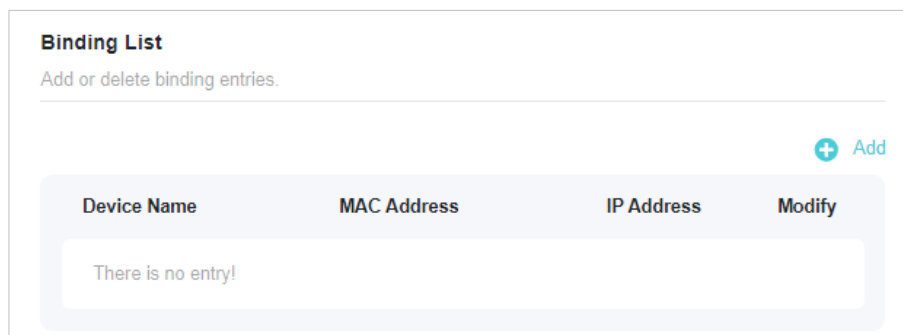 Binding List
Add or delete binding entries.
Add
Device Name MAC Address IP Address Modify
There is no entry!